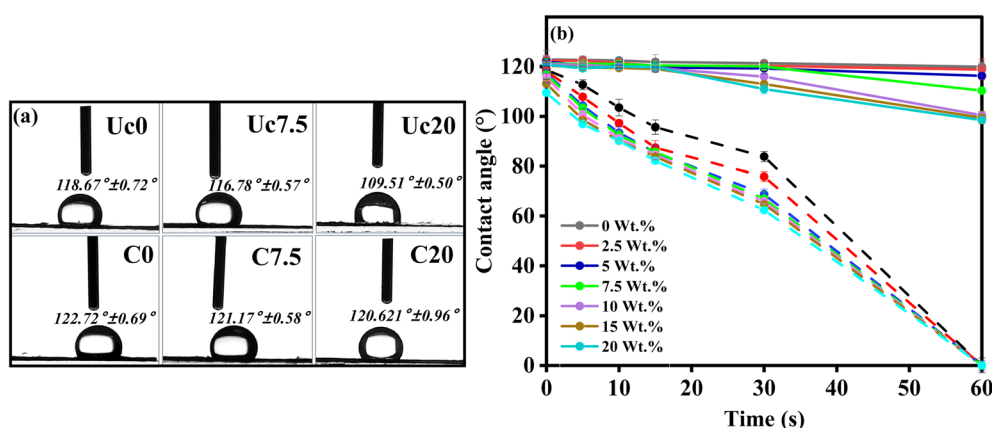 (a)
Uc0
Uc7.5
Uc20
118.67°±0.72°
116.78°±0.57°
109.51°±0.50°
C0
C7.5
C20
122.72°±0.69°
121.17°±0.58°
120.621°±0.96°
(b)
Contact angle (°)
120
100
80
60
40
20
0
0 Wt.%
2.5 Wt.%
5 Wt.%
7.5 Wt.%
10 Wt.%
15 Wt.%
20 Wt.%
0 10 20 30 40 50 60
Time (s)